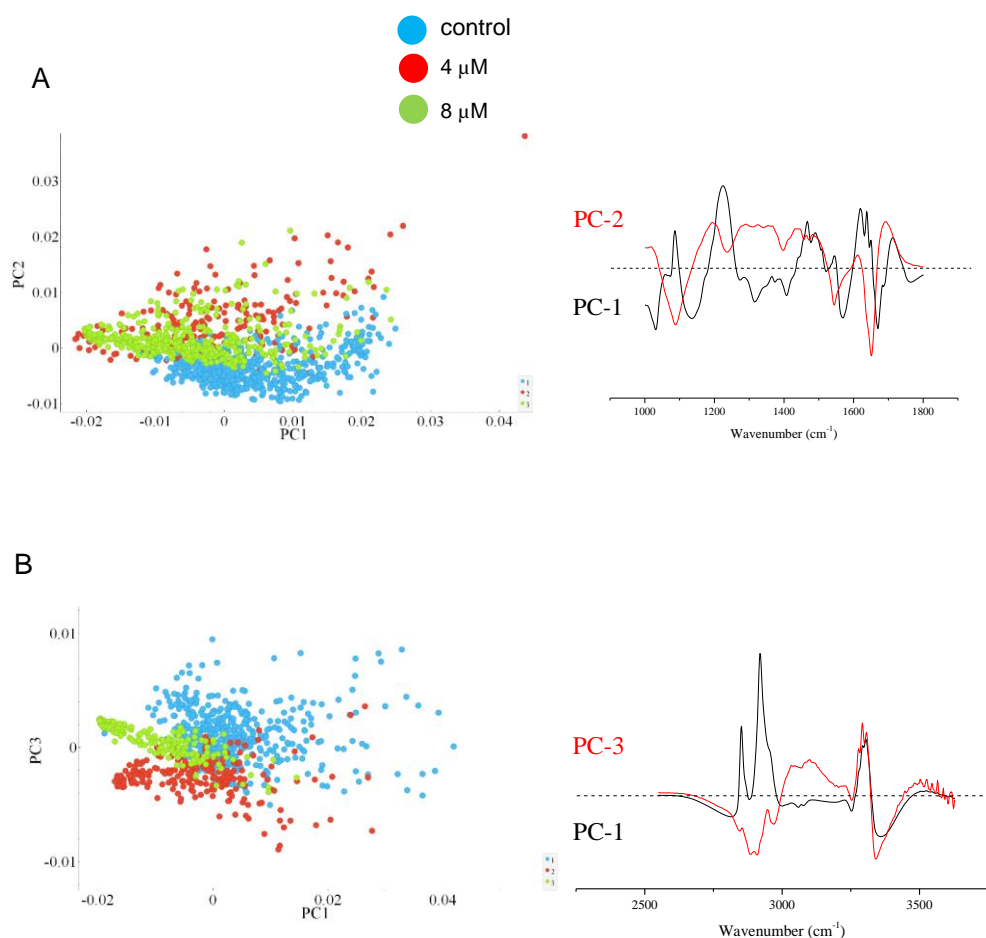 control
4 μM
8 μM
A
PC2
0.03
0.02
0.01
0
-0.01
-0.02
-0.01
0
0.01
0.02
0.03
0.04
PC1
1
2
3
PC-2
PC-1
1000
1200
1400
1600
1800
Wavenumber (cm-1)
B
PC3
0.01
0
-0.01
-0.02
0
0.02
0.04
PC1
1
2
3
PC-3
PC-1
2500
3000
3500
Wavenumber (cm-1)